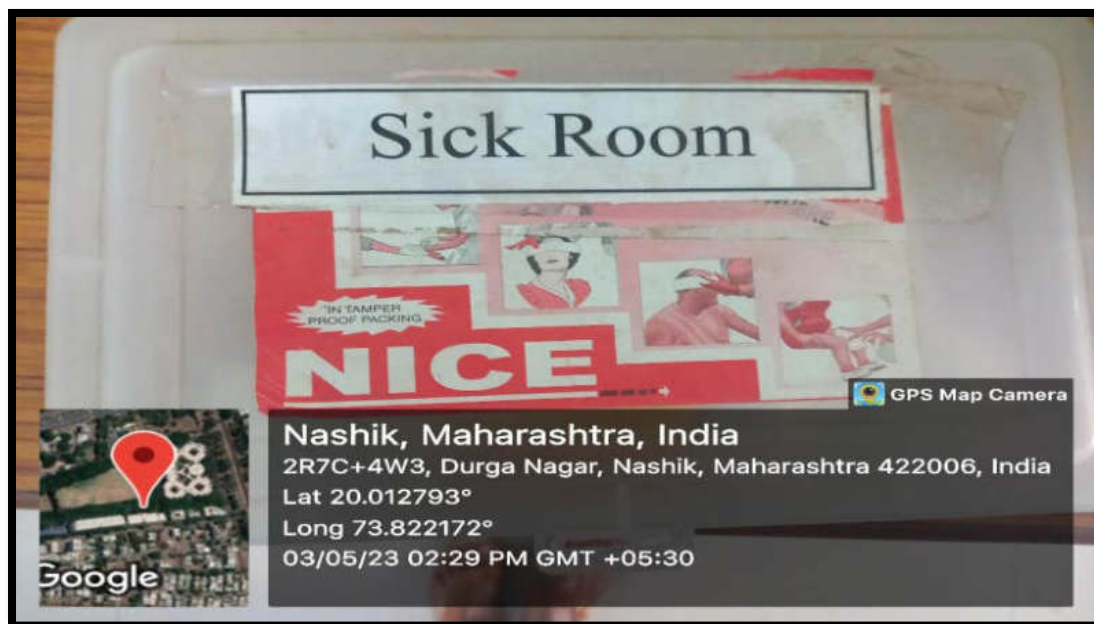 Sick Room
IN TAMPER
PROOF PACKING
NICE
GPS Map Camera
Nashik, Maharashtra, India
2R7C+4W3, Durga Nagar, Nashik, Maharashtra 422006, India
Lat 20.012793°
Long 73.822172°
03/05/23 02:29 PM GMT +05:30
Google